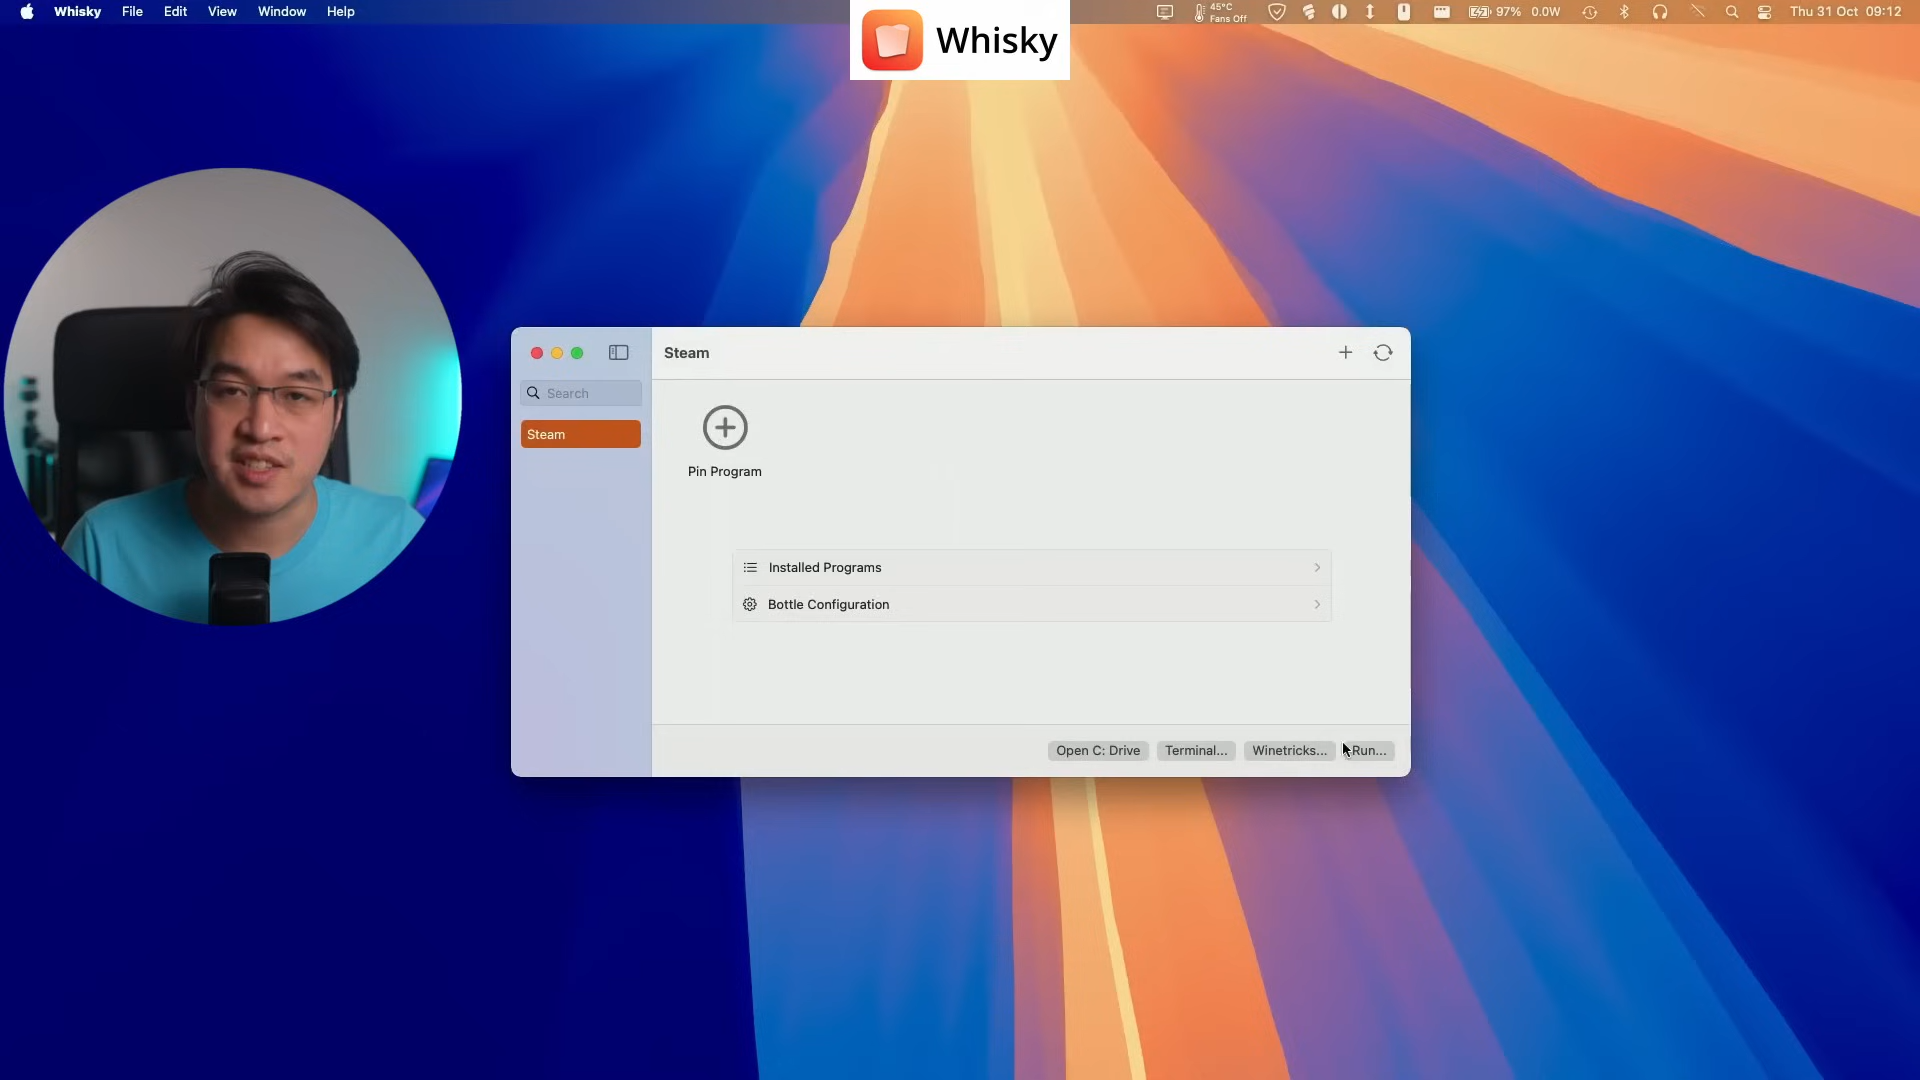 Whisky File Edit View Window Help
45°C
Fans Off
97% 0.0W
Thu 31 Oct 09:12
Whisky
Steam
Search
Steam
Pin Program
Installed Programs
Bottle Configuration
Open C: Drive Terminal... Winetricks... Run...